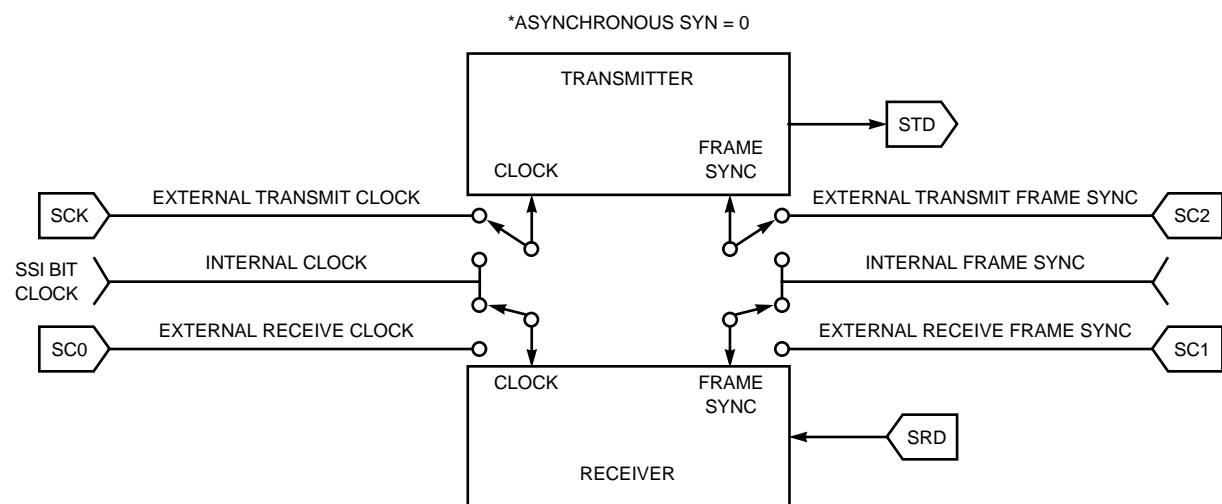 *ASYNCHRONOUS SYN = 0
TRANSMITTER
STD
CLOCK
FRAME
SYNC
SCK
EXTERNAL TRANSMIT CLOCK
EXTERNAL TRANSMIT FRAME SYNC
SC2
SSI BIT
CLOCK
INTERNAL CLOCK
INTERNAL FRAME SYNC
SC0
EXTERNAL RECEIVE CLOCK
EXTERNAL RECEIVE FRAME SYNC
SC1
CLOCK
FRAME
SYNC
SRD
RECEIVER